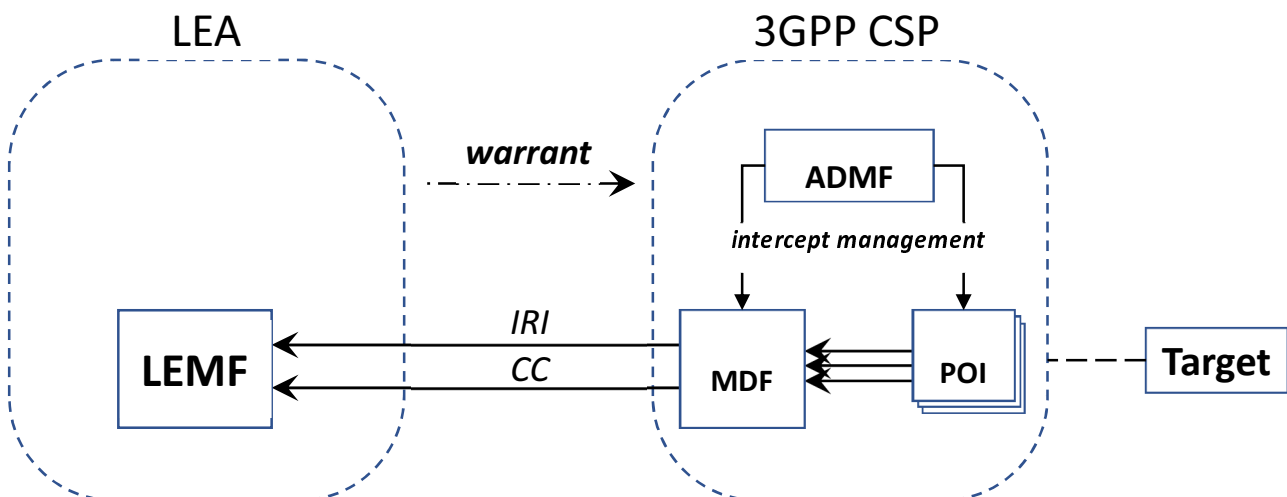 LEA
3GPP CSP
warrant
ADMF
intercept management
IRI
LEMF
CC
MDF
POI
Target